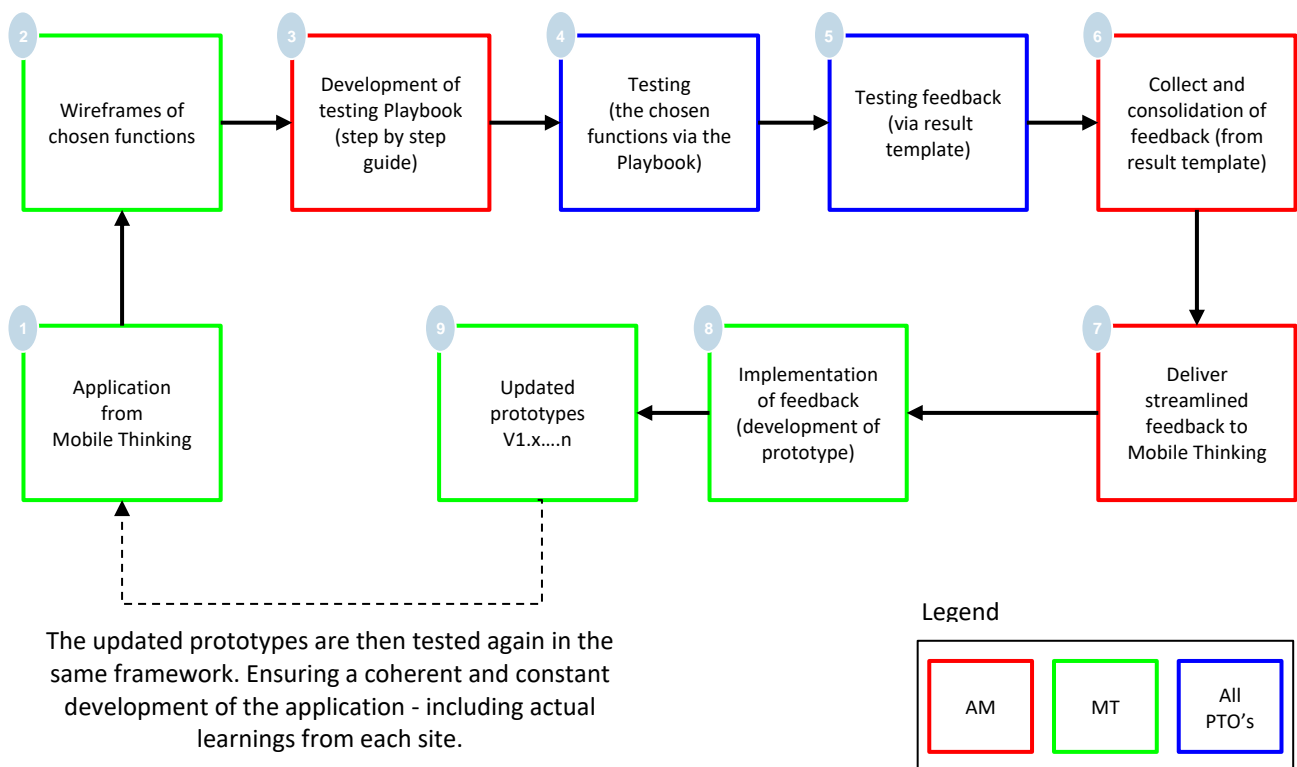 2
Wireframes of
chosen functions
3
Development of
testing Playbook
(step by step
guide)
4
Testing
(the chosen
functions via the
Playbook)
5
Testing feedback
(via result
template)
6
Collect and
consolidation of
feedback (from
result template)
1
Application
from
Mobile Thinking
9
Updated
prototypes
V1.x....n
8
Implementation
of feedback
(development of
prototype)
7
Deliver
streamlined
feedback to
Mobile Thinking
The updated prototypes are then tested again in the
same framework. Ensuring a coherent and constant
development of the application - including actual
learnings from each site.
Legend
AM
MT
All
PTO’s